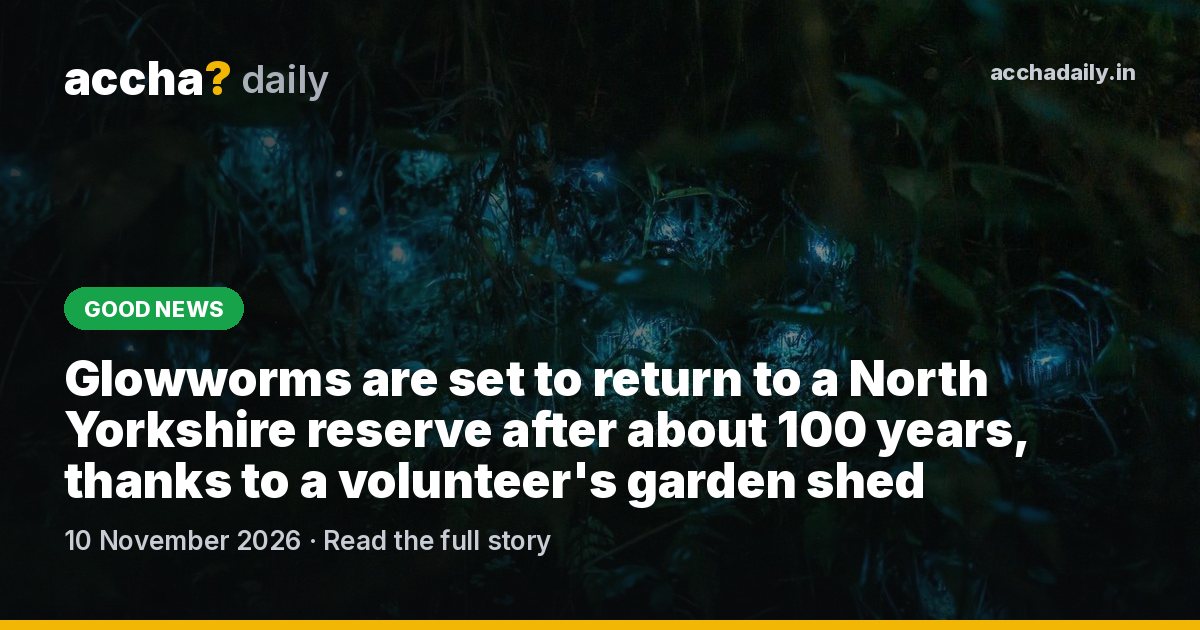 accha? daily
acchadaily.in
GOOD NEWS
Glowworms are set to return to a North
Yorkshire reserve after about 100 years,
thanks to a volunteer's garden shed
10 November 2026 · Read the full story